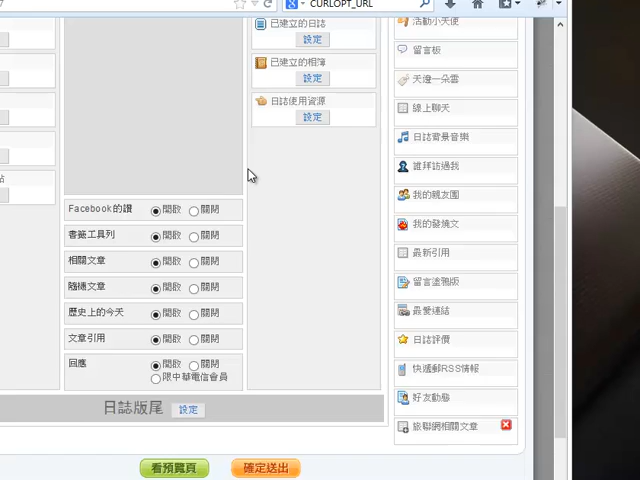 CURLOPT_URL
已建立的日誌
設定
已建立的相簿
設定
日誌使用資源
設定
Facebook的讚 開啟 關閉
書籤工具列 開啟 關閉
相關文章 開啟 關閉
隨機文章 開啟 關閉
歷史上的今天 開啟 關閉
文章引用 開啟 關閉
回應 開啟 關閉
限中華電信會員
日誌版尾 設定
看預覽頁 確定送出
活動小天使
留言板
天邊一朵雲
線上聊天
日誌背景音樂
誰拜訪過我
我的親友團
我的發燒文
最新引用
留言塗鴉版
最愛連結
日誌評價
快遞郵RSS情報
好友動態
旅聯網相關文章